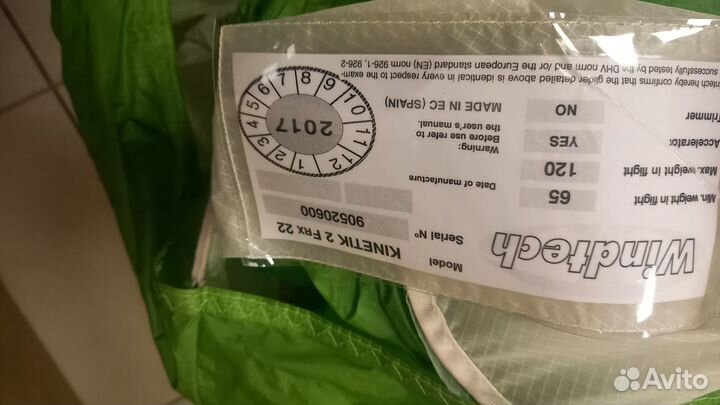 Windtech
Model
KINETIK 2 FRX 22
Serial N°
90520600
Date of manufacture
Min. weight in flight
65
Max. weight in flight
120
Accelerator
YES
Trimmer
NO
Warning:
Before use refer to
the user's manual.
MADE IN EC (SPAIN)
1 2 3 4 5 6 7 8 9 10 11 12
2017
hereby confirms that the glider detailed above is identical in every respect to the
successfully tested by the DHV norm and /or the European standard (EN) norm 926-1, 926-2
Avito